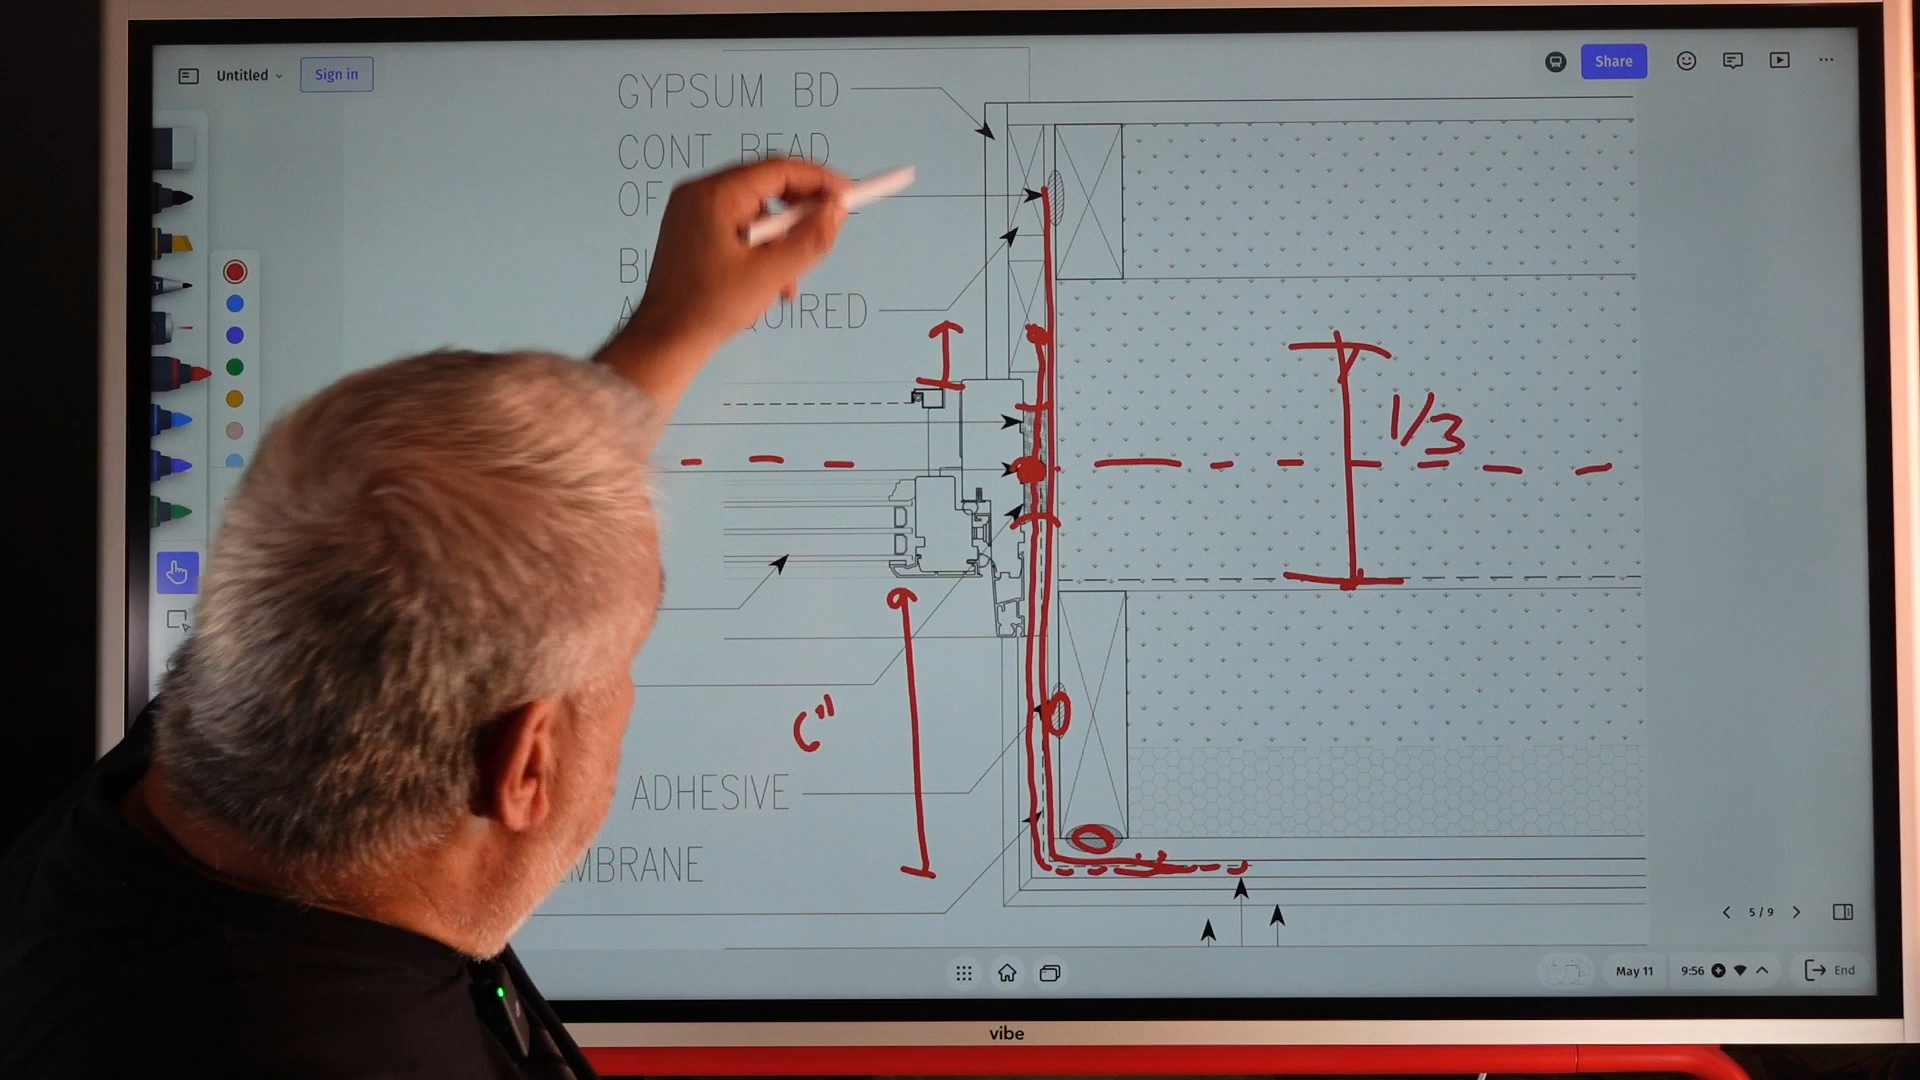 Untitled
Sign in
Share
GYPSUM BD
CONT BEAD
OF
QUIRED
1/3
6"
ADHESIVE
MBRANE
5/9
May 11
9:56
End
vibe